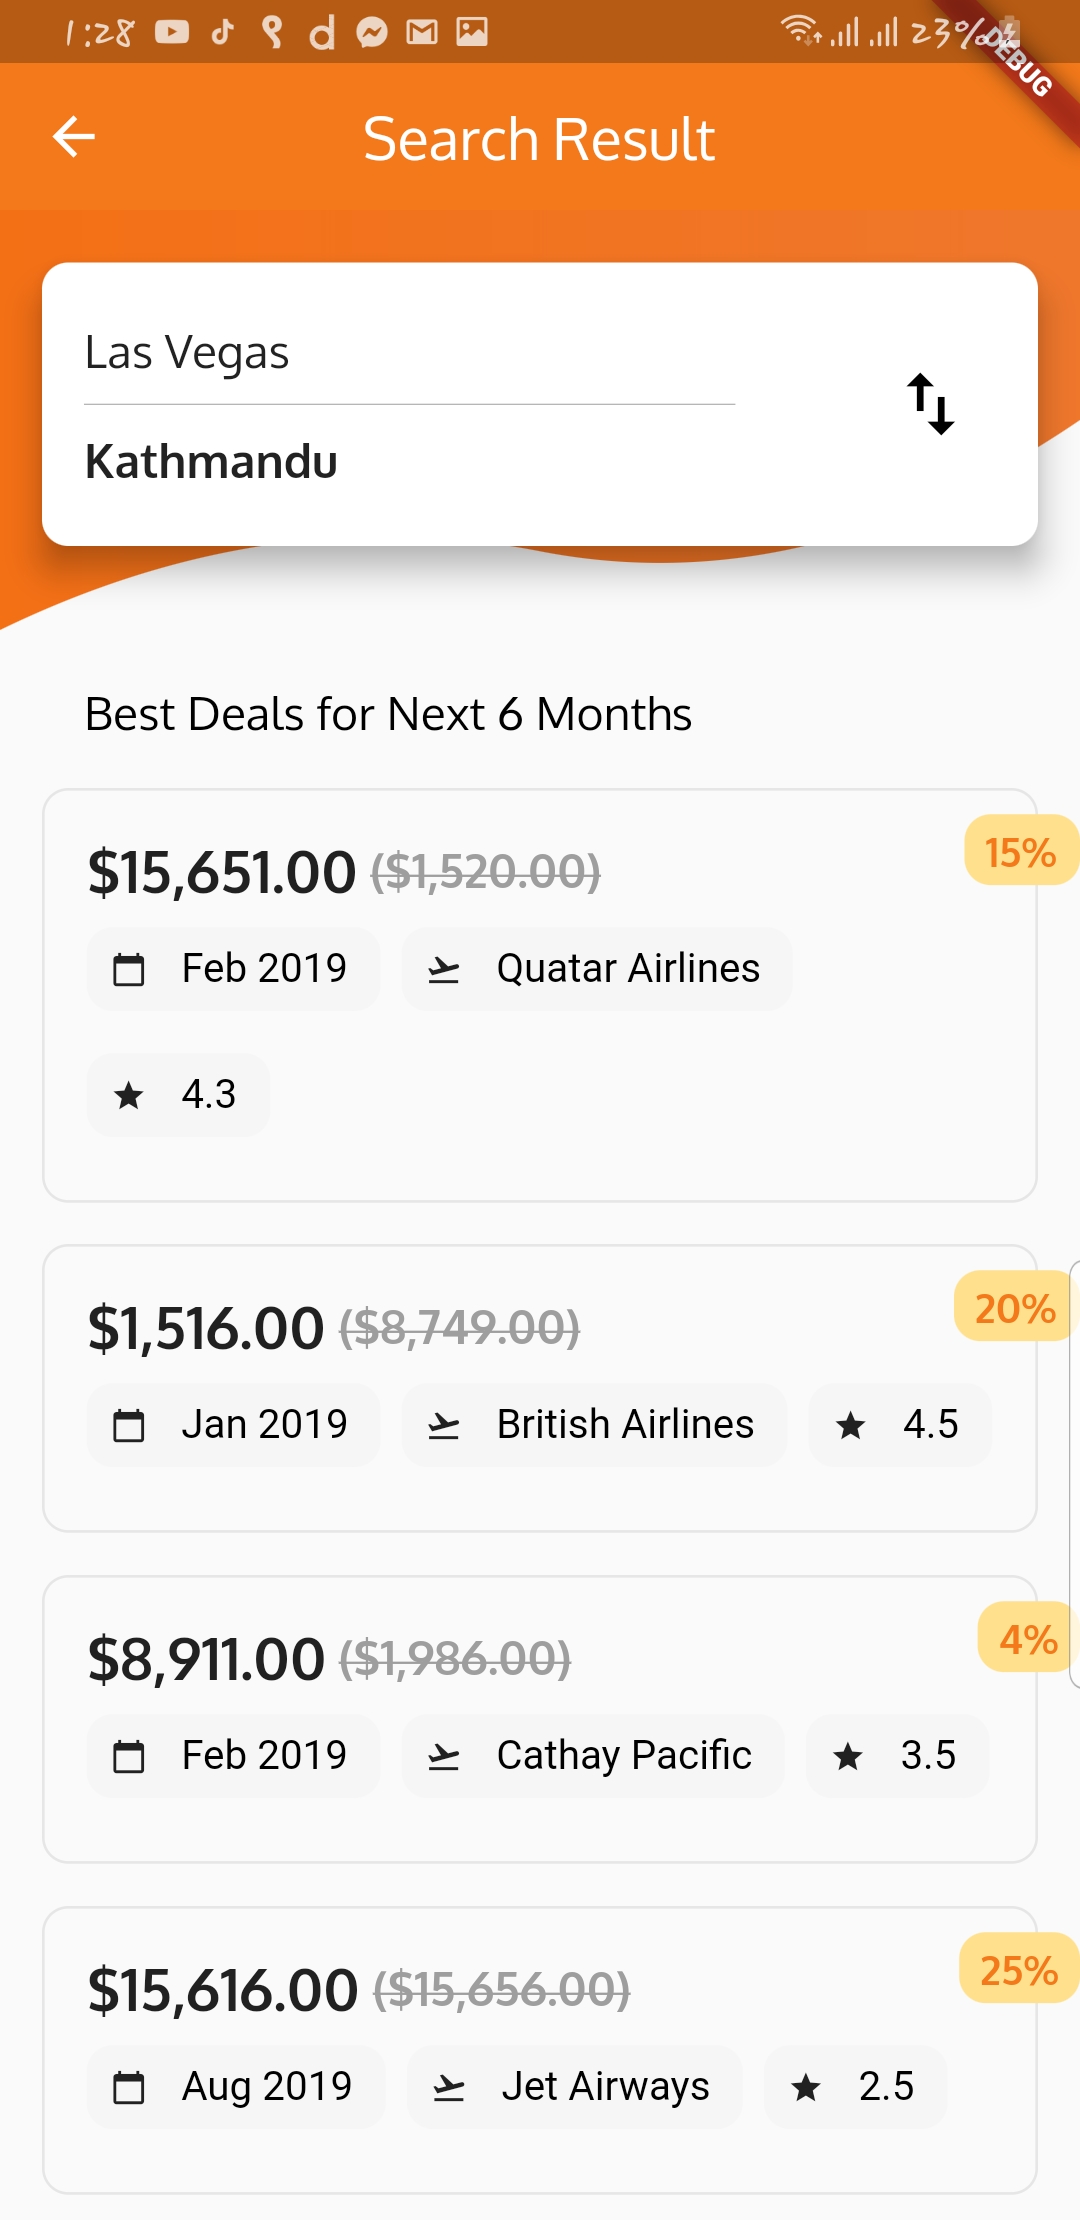 1:28 23%
DEBUG
Search Result
Las Vegas
Kathmandu
Best Deals for Next 6 Months
$15,651.00 ($1,520.00) 15%
Feb 2019 Quatar Airlines
4.3
$1,516.00 ($8,749.00) 20%
Jan 2019 British Airlines 4.5
$8,911.00 ($1,986.00) 4%
Feb 2019 Cathay Pacific 3.5
$15,616.00 ($15,656.00) 25%
Aug 2019 Jet Airways 2.5